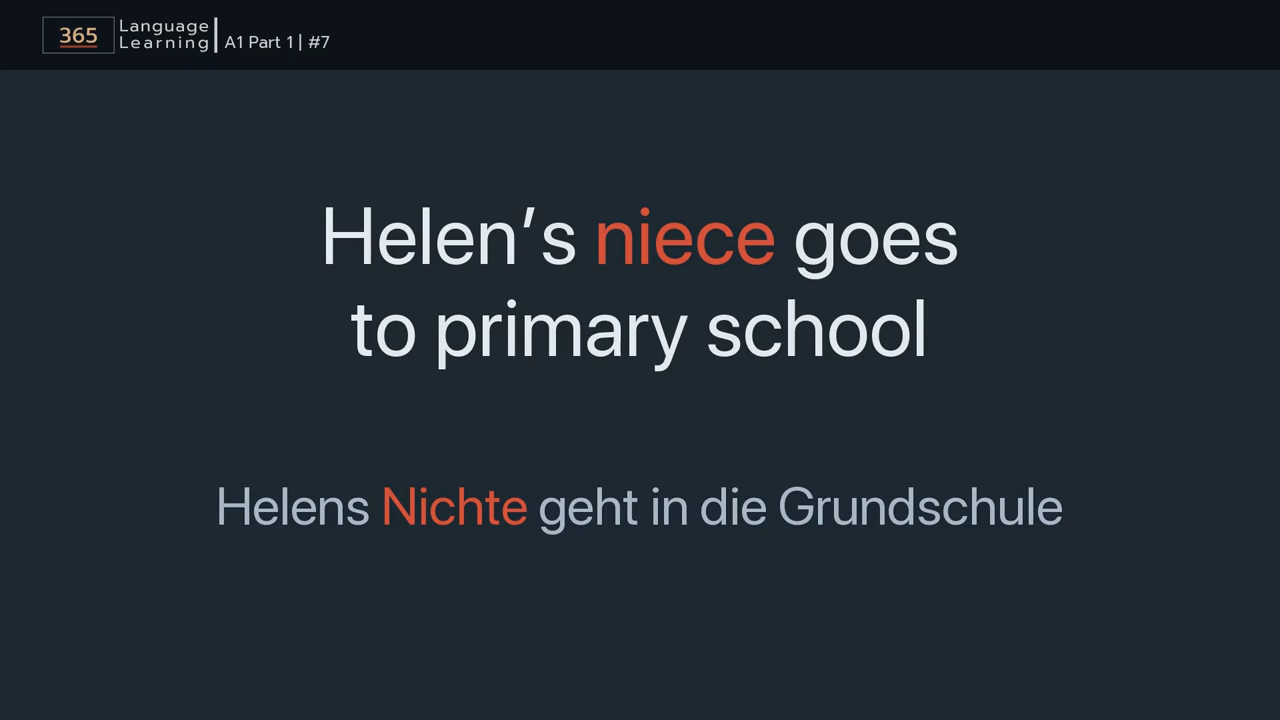 365
Language
Learning
A1 Part 1 | #7
Helen's niece goes
to primary school
Helens Nichte geht in die Grundschule